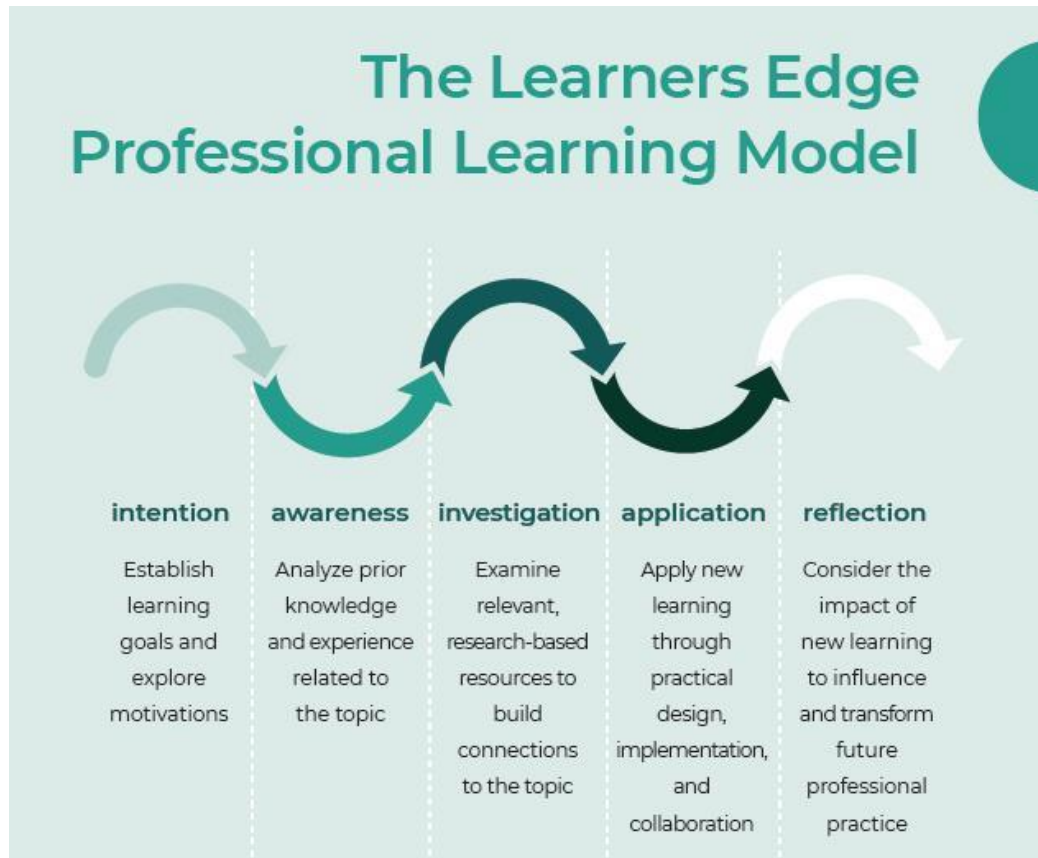 The Learners Edge
Professional Learning Model
intention
Establish
learning
goals and
explore
motivations
awareness
Analyze prior
knowledge
and experience
related to
the topic
investigation
Examine
relevant,
research-based
resources to
build
connections
to the topic
application
Apply new
learning
through
practical
design,
implementation,
and
collaboration
reflection
Consider the
impact of
new learning
to influence
and transform
future
professional
practice